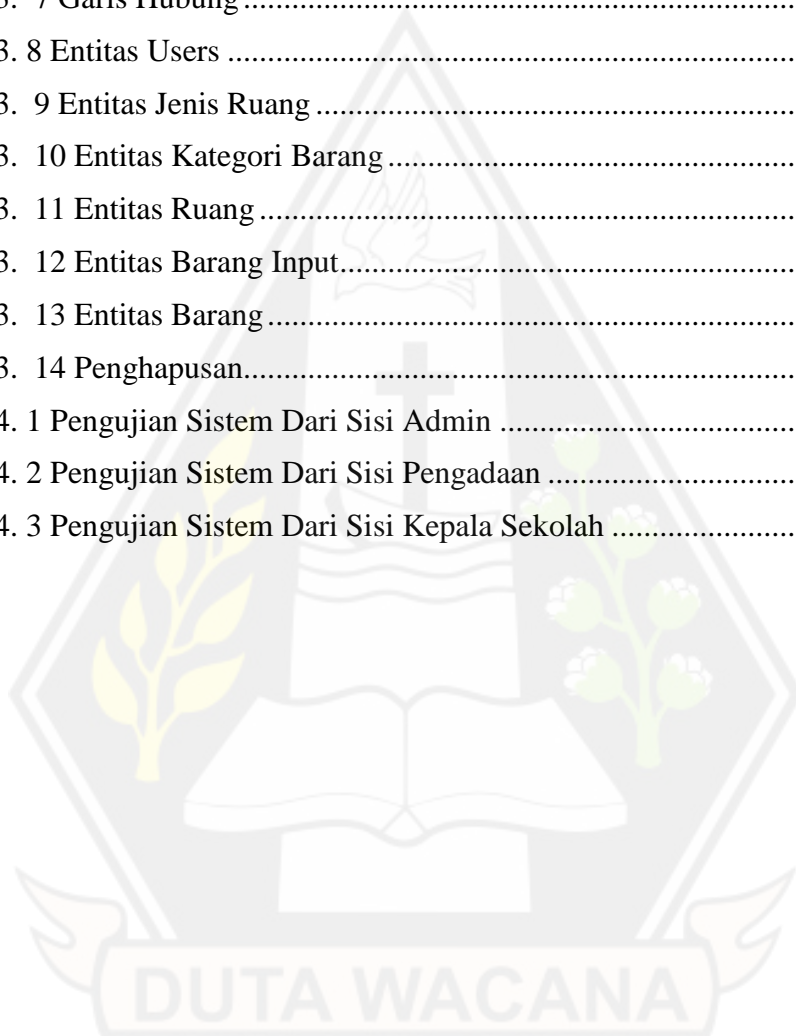 3. 7 Garis Hubung ..........................................................................
3. 8 Entitas Users ...........................................................................
3. 9 Entitas Jenis Ruang ................................................................
3. 10 Entitas Kategori Barang .......................................................
3. 11 Entitas Ruang .......................................................................
3. 12 Entitas Barang Input.............................................................
3. 13 Entitas Barang ......................................................................
3. 14 Penghapusan.........................................................................
4. 1 Pengujian Sistem Dari Sisi Admin ........................................
4. 2 Pengujian Sistem Dari Sisi Pengadaan ..................................
4. 3 Pengujian Sistem Dari Sisi Kepala Sekolah .........................
DUTA WACANA